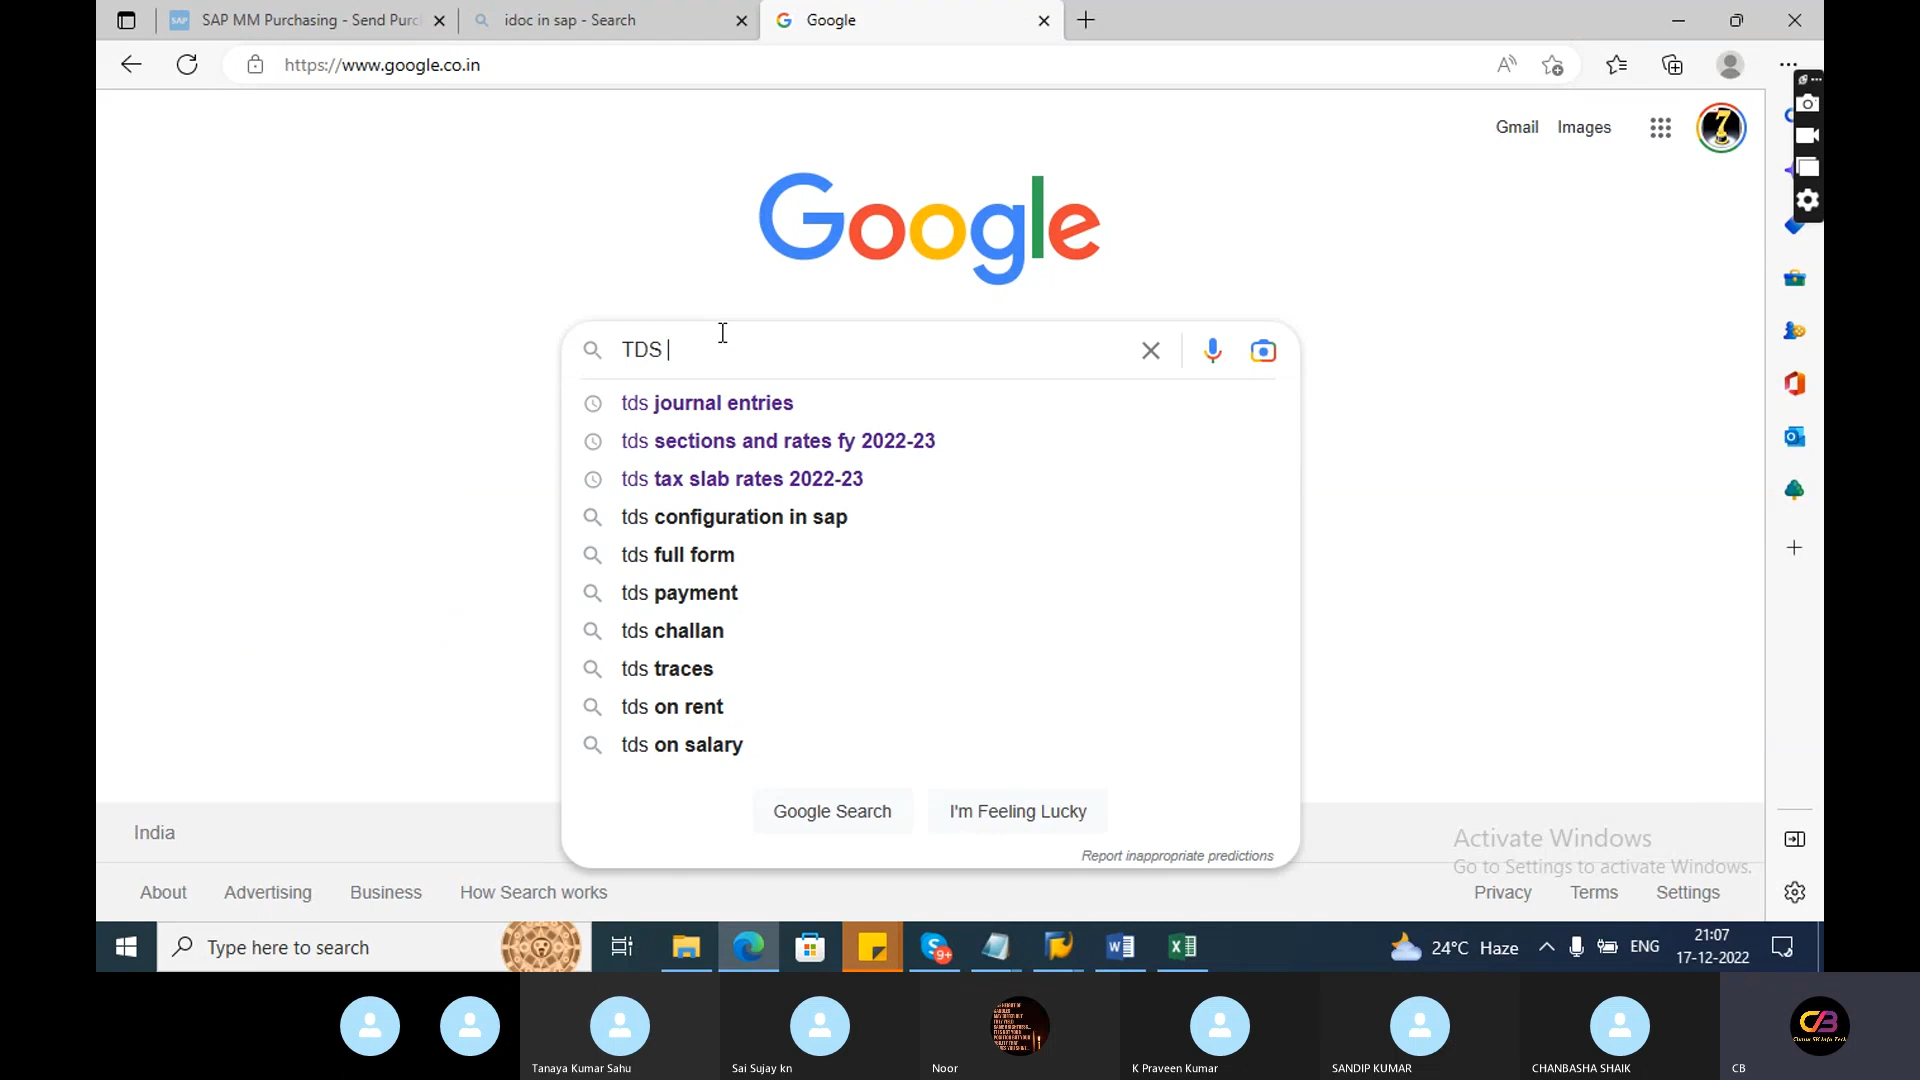 SAP MM Purchasing - Send Purc
idoc in sap - Search
Google
https://www.google.co.in
Gmail Images
7
Google
TDS
tds journal entries
tds sections and rates fy 2022-23
tds tax slab rates 2022-23
tds configuration in sap
tds full form
tds payment
tds challan
tds traces
tds on rent
tds on salary
Google Search I'm Feeling Lucky
Report inappropriate predictions
India
Activate Windows
Go to Settings to activate Windows.
About Advertising Business How Search works Privacy Terms Settings
Type here to search
9+
24°C Haze
ENG
21:07
17-12-2022
Tanaya Kumar Sahu
Sai Sujay kn
Noor
K Praveen Kumar
SANDIP KUMAR
CHANBASHA SHAIK
CB